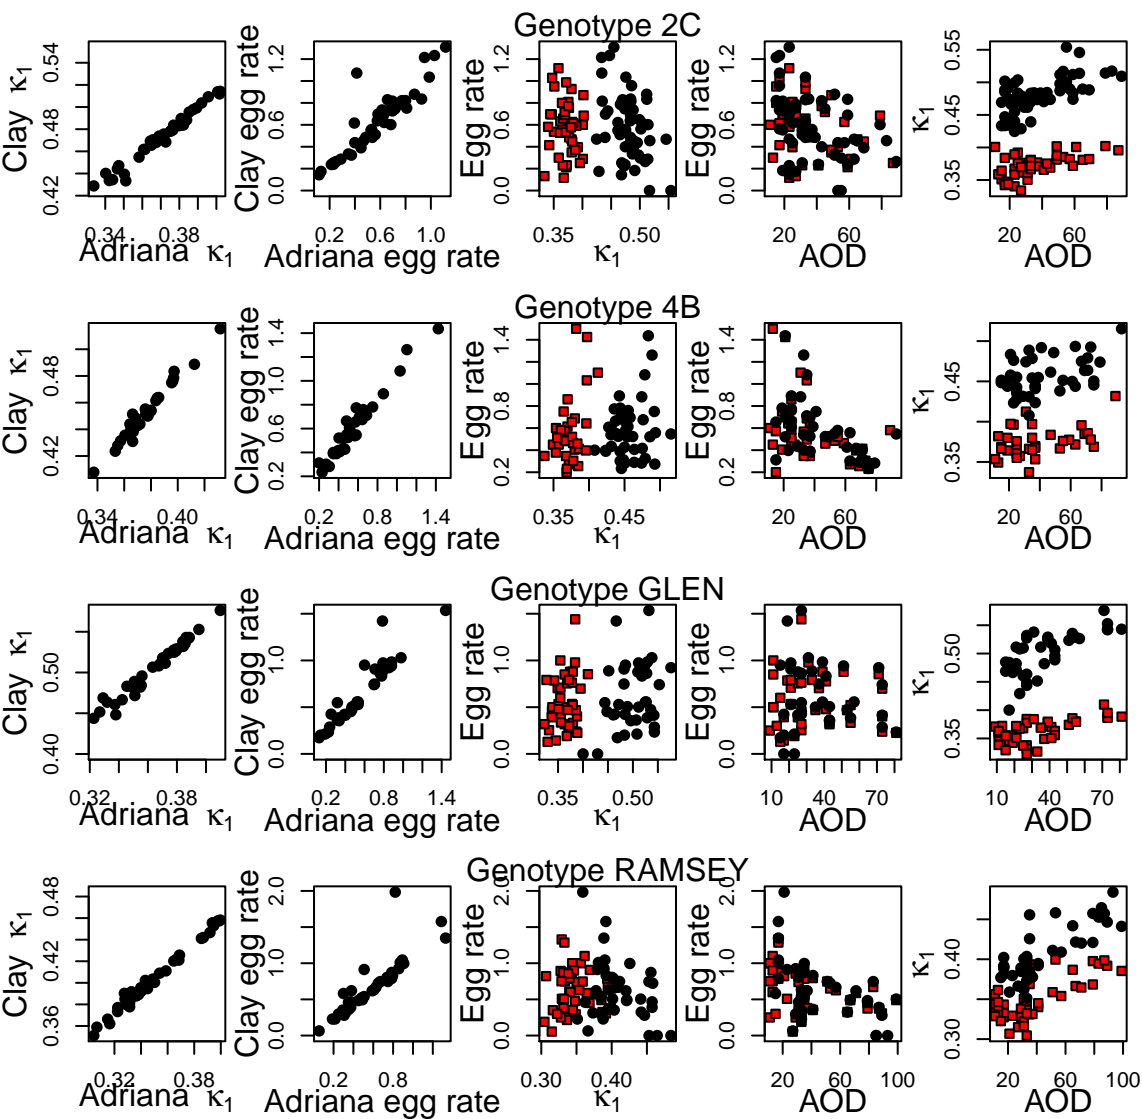 Genotype 2C
Clay κ1
0.42 0.48 0.54
0.34 0.38
Adriana κ1
Clay egg rate
0.0 0.6 1.2
0.2 0.6 1.0
Adriana egg rate
Egg rate
0.0 0.6 1.2
0.35 0.50
κ1
0.0 0.6 1.2
20 60
AOD
κ1
0.35 0.45 0.55
20 60
AOD
Genotype 4B
Clay κ1
0.42 0.48
0.34 0.40
Adriana κ1
Clay egg rate
0.2 0.6 1.0 1.4
0.2 0.8 1.4
Adriana egg rate
Egg rate
0.2 0.8 1.4
0.35 0.45
κ1
Egg rate
0.2 0.8 1.4
20 60
AOD
κ1
0.35 0.45
20 60
AOD
Genotype GLEN
Clay κ1
0.40 0.50
0.32 0.38
Adriana κ1
Clay egg rate
0.0 1.0
0.2 0.8 1.4
Adriana egg rate
Egg rate
0.0 1.0
0.35 0.50
κ1
Egg rate
0.0 1.0
10 40 70
AOD
κ1
0.35 0.50
10 40 70
AOD
Genotype RAMSEY
Clay κ1
0.36 0.42 0.48
0.32 0.38
Adriana κ1
Clay egg rate
0.0 1.0 2.0
0.2 0.8
Adriana egg rate
Egg rate
0.0 1.0 2.0
0.30 0.40
κ1
Egg rate
0.0 1.0 2.0
20 60 100
AOD
κ1
0.30 0.40
20 60 100
AOD